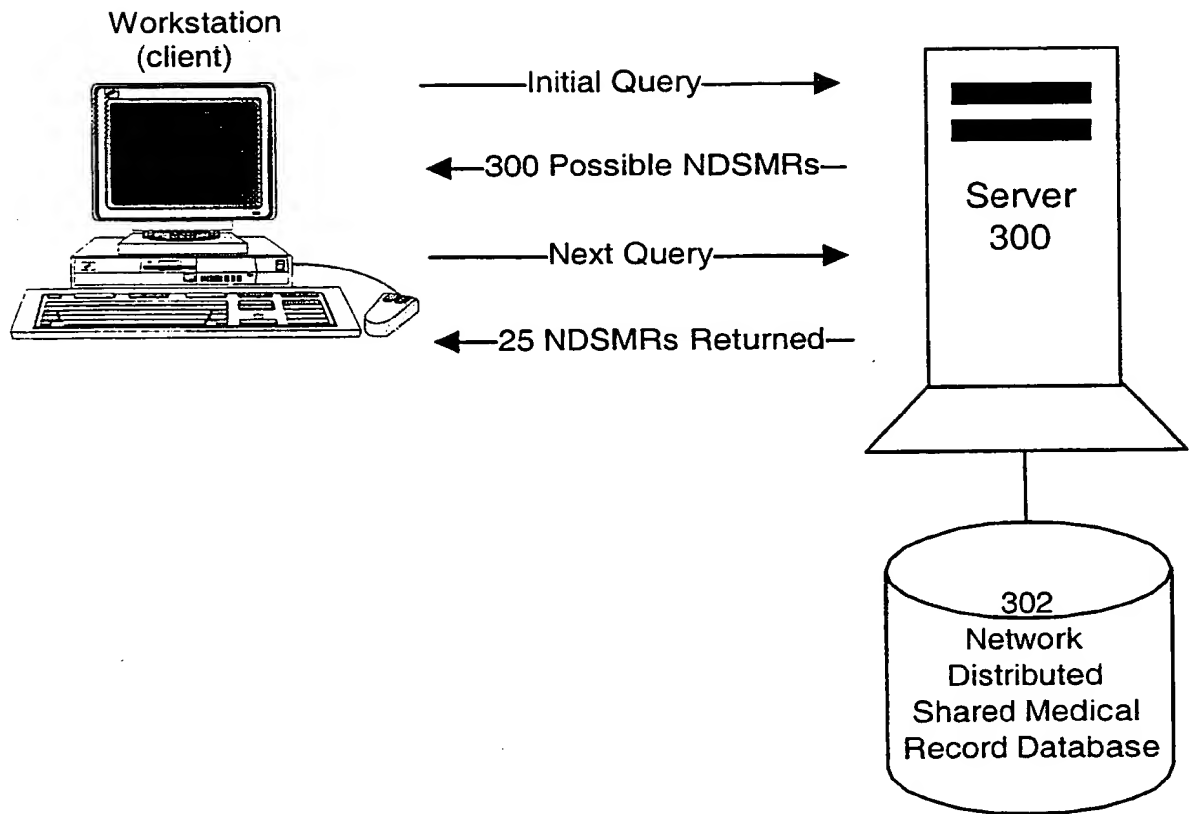 Workstation
(client)
Initial Query
300 Possible NDSMRs
Next Query
25 NDSMRs Returned
Server
300
302
Network
Distributed
Shared Medical
Record Database